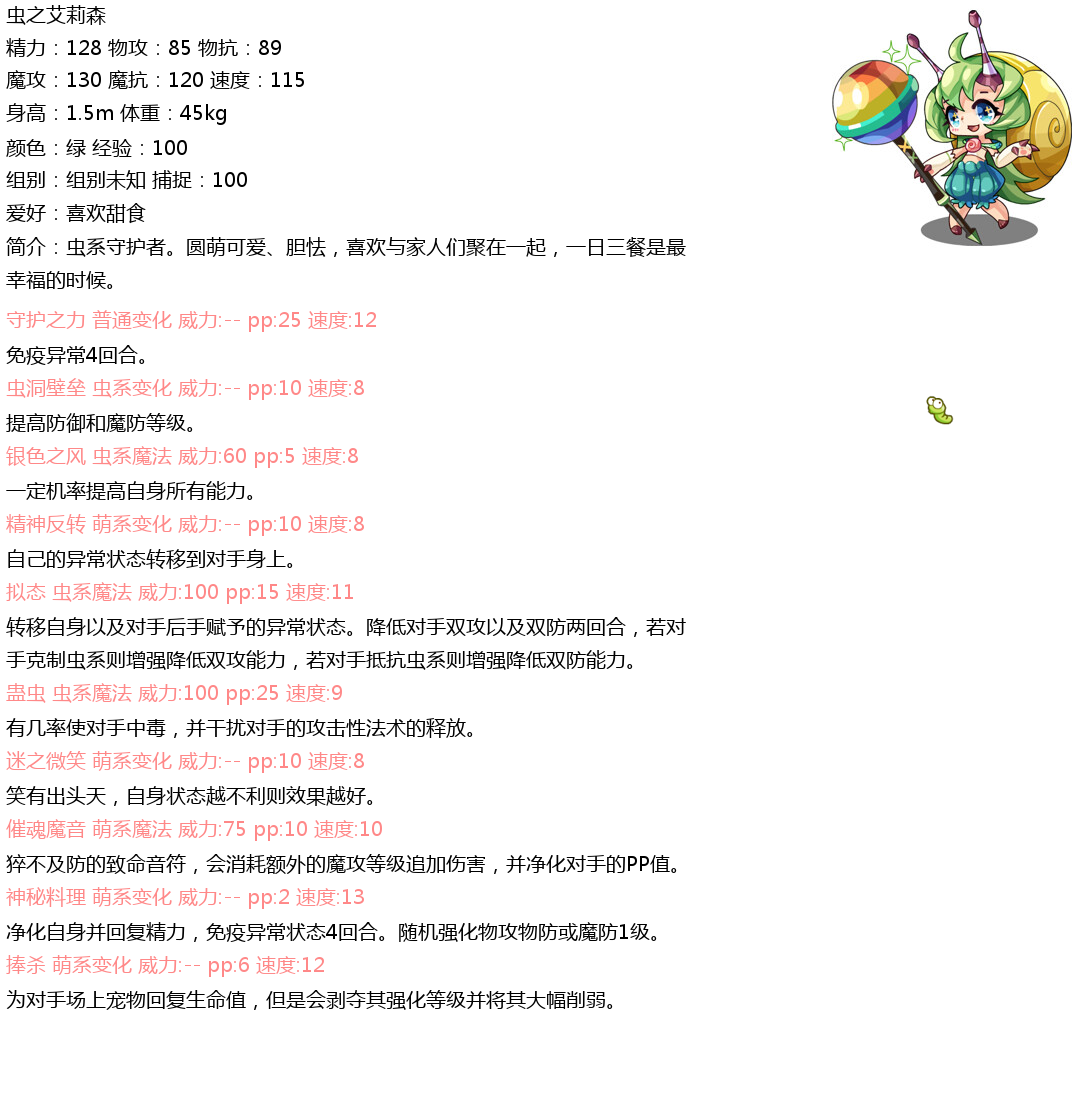 虫之艾莉森
精力：128 物攻：85 物抗：89
魔攻：130 魔抗：120 速度：115
身高：1.5m 体重：45kg
颜色：绿 经验：100
组别：组别未知 捕捉：100
爱好：喜欢甜食
简介：虫系守护者。圆萌可爱、胆怯，喜欢与家人们聚在一起，一日三餐是最
幸福的时候。
守护之力 普通变化 威力:-- pp:25 速度:12
免疫异常4回合。
虫洞壁垒 虫系变化 威力:-- pp:10 速度:8
提高防御和魔防等级。
银色之风 虫系魔法 威力:60 pp:5 速度:8
一定机率提高自身所有能力。
精神反转 萌系变化 威力:-- pp:10 速度:8
自己的异常状态转移到对手身上。
拟态 虫系魔法 威力:100 pp:15 速度:11
转移自身以及对手后手赋予的异常状态。降低对手双攻以及双防两回合，若对
手克制虫系则增强降低双攻能力，若对手抵抗虫系则增强降低双防能力。
蛊虫 虫系魔法 威力:100 pp:25 速度:9
有几率使对手中毒，并干扰对手的攻击性法术的释放。
迷之微笑 萌系变化 威力:-- pp:10 速度:8
笑有出头天，自身状态越不利则效果越好。
催魂魔音 萌系魔法 威力:75 pp:10 速度:10
猝不及防的致命音符，会消耗额外的魔攻等级追加伤害，并净化对手的PP值。
神秘料理 萌系变化 威力:-- pp:2 速度:13
净化自身并回复精力，免疫异常状态4回合。随机强化物攻物防或魔防1级。
捧杀 萌系变化 威力:-- pp:6 速度:12
为对手场上宠物回复生命值，但是会剥夺其强化等级并将其大幅削弱。